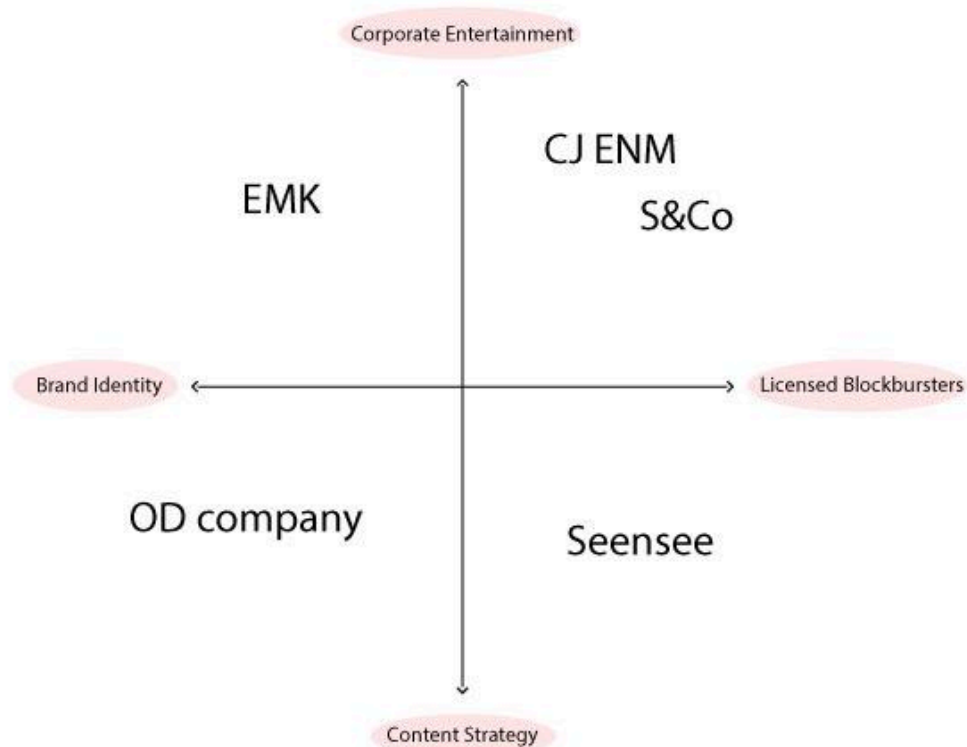 Corporate Entertainment
CJ ENM
EMK
S&Co
Brand Identity
Licensed Blockbursters
OD company
Seensee
Content Strategy